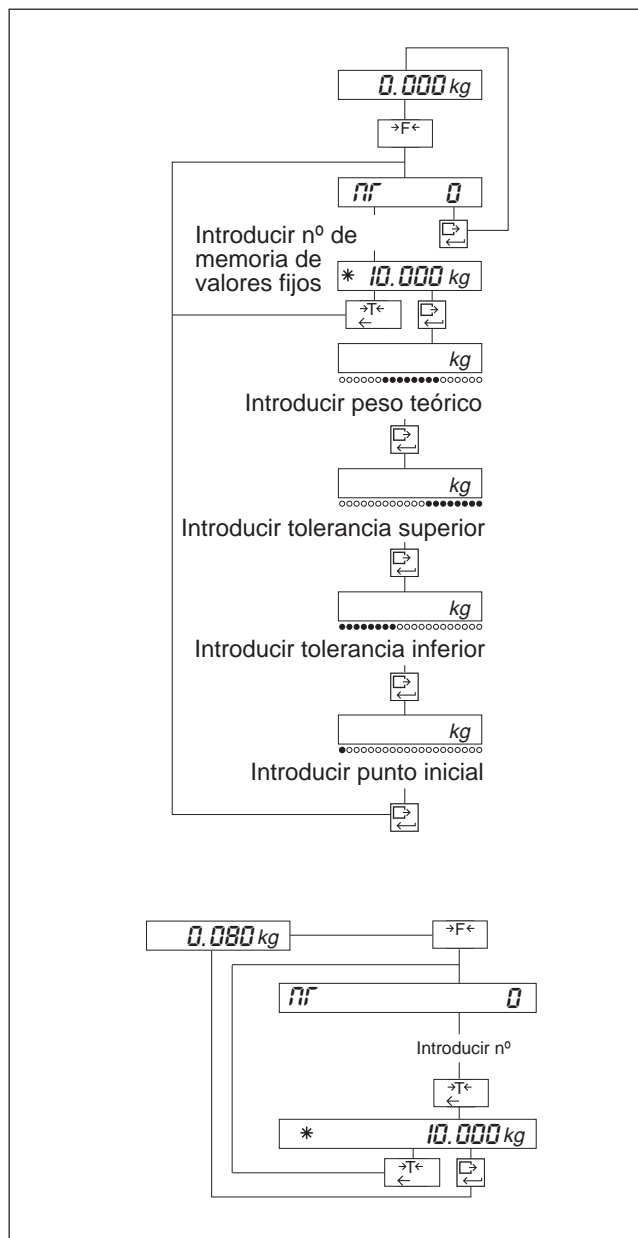 0.000 kg
→F←
nr 0
Introducir nº de
memoria de
valores fijos
* 10.000 kg
→T←
←
kg
Introducir peso teórico
kg
Introducir tolerancia superior
kg
Introducir tolerancia inferior
kg
Introducir punto inicial
0.080 kg
→F←
nr 0
Introducir nº
→T←
←
* 10.000 kg
→T←
←